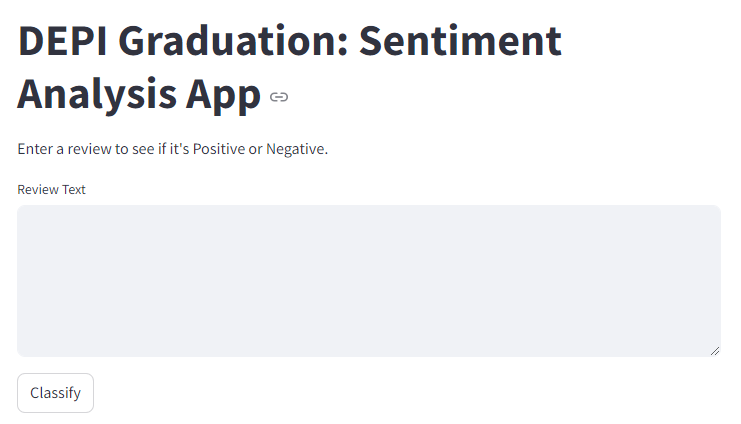 DEPI Graduation: Sentiment
Analysis App
Enter a review to see if it's Positive or Negative.
Review Text
Classify